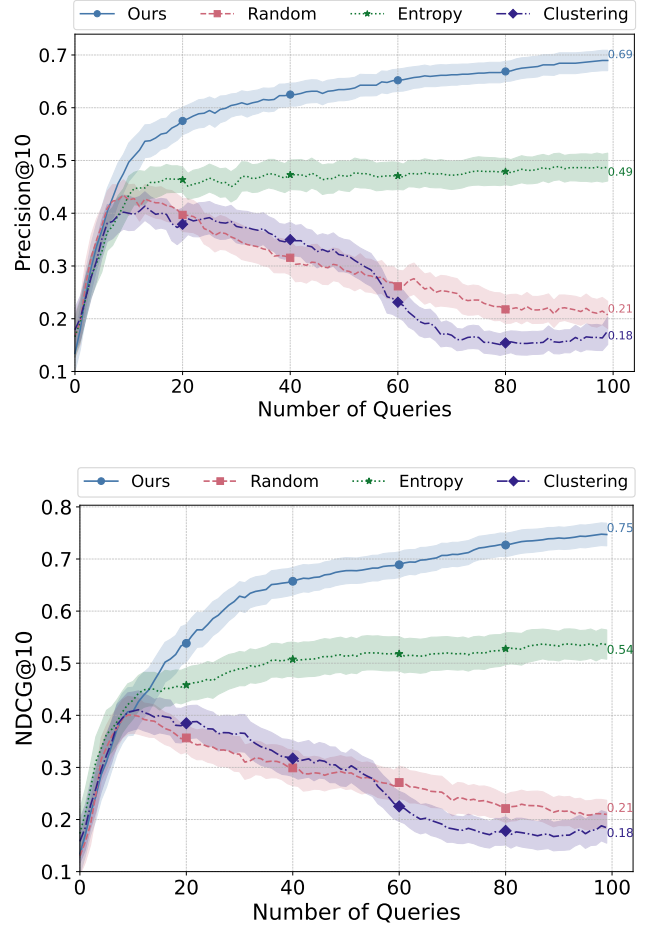 Ours Random Entropy Clustering
0.7
0.6
0.5
0.4
0.3
0.2
0.1
Precision@10
0.69
0.49
0.21
0.18
0 20 40 60 80 100
Number of Queries
Ours Random Entropy Clustering
0.8
0.7
0.6
0.5
0.4
0.3
0.2
0.1
NDCG@10
0.75
0.54
0.21
0.18
0 20 40 60 80 100
Number of Queries